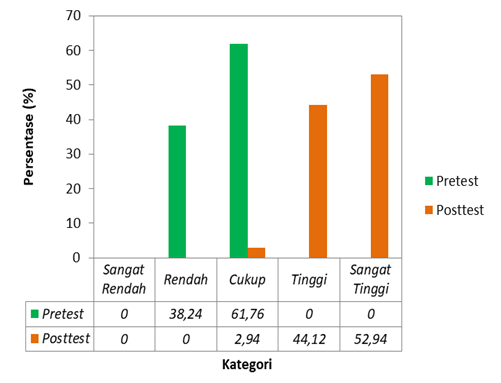 70
60
50
40
30
20
10
0
Persentase (%)
Sangat Rendah Rendah Cukup Tinggi Sangat Tinggi
Pretest 0 38,24 61,76 0 0
Posttest 0 0 2,94 44,12 52,94
Kategori
Pretest
Posttest